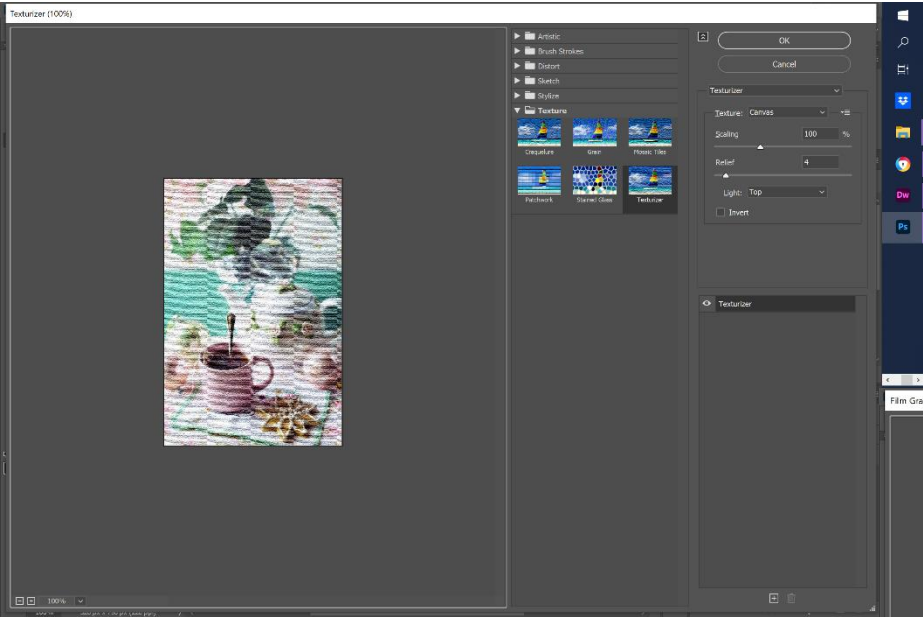 Texturizer (100%)
Artistic
Brush Strokes
Distort
Sketch
Stylize
Texture
Craquelure Grain Mosaic Tiles
Patchwork Stained Glass Texturizer
OK
Cancel
Texturizer
Texture: Canvas
Scaling 100 %
Relief 4
Light: Top
Invert
Texturizer
Dw
Ps
Film Gra
100%